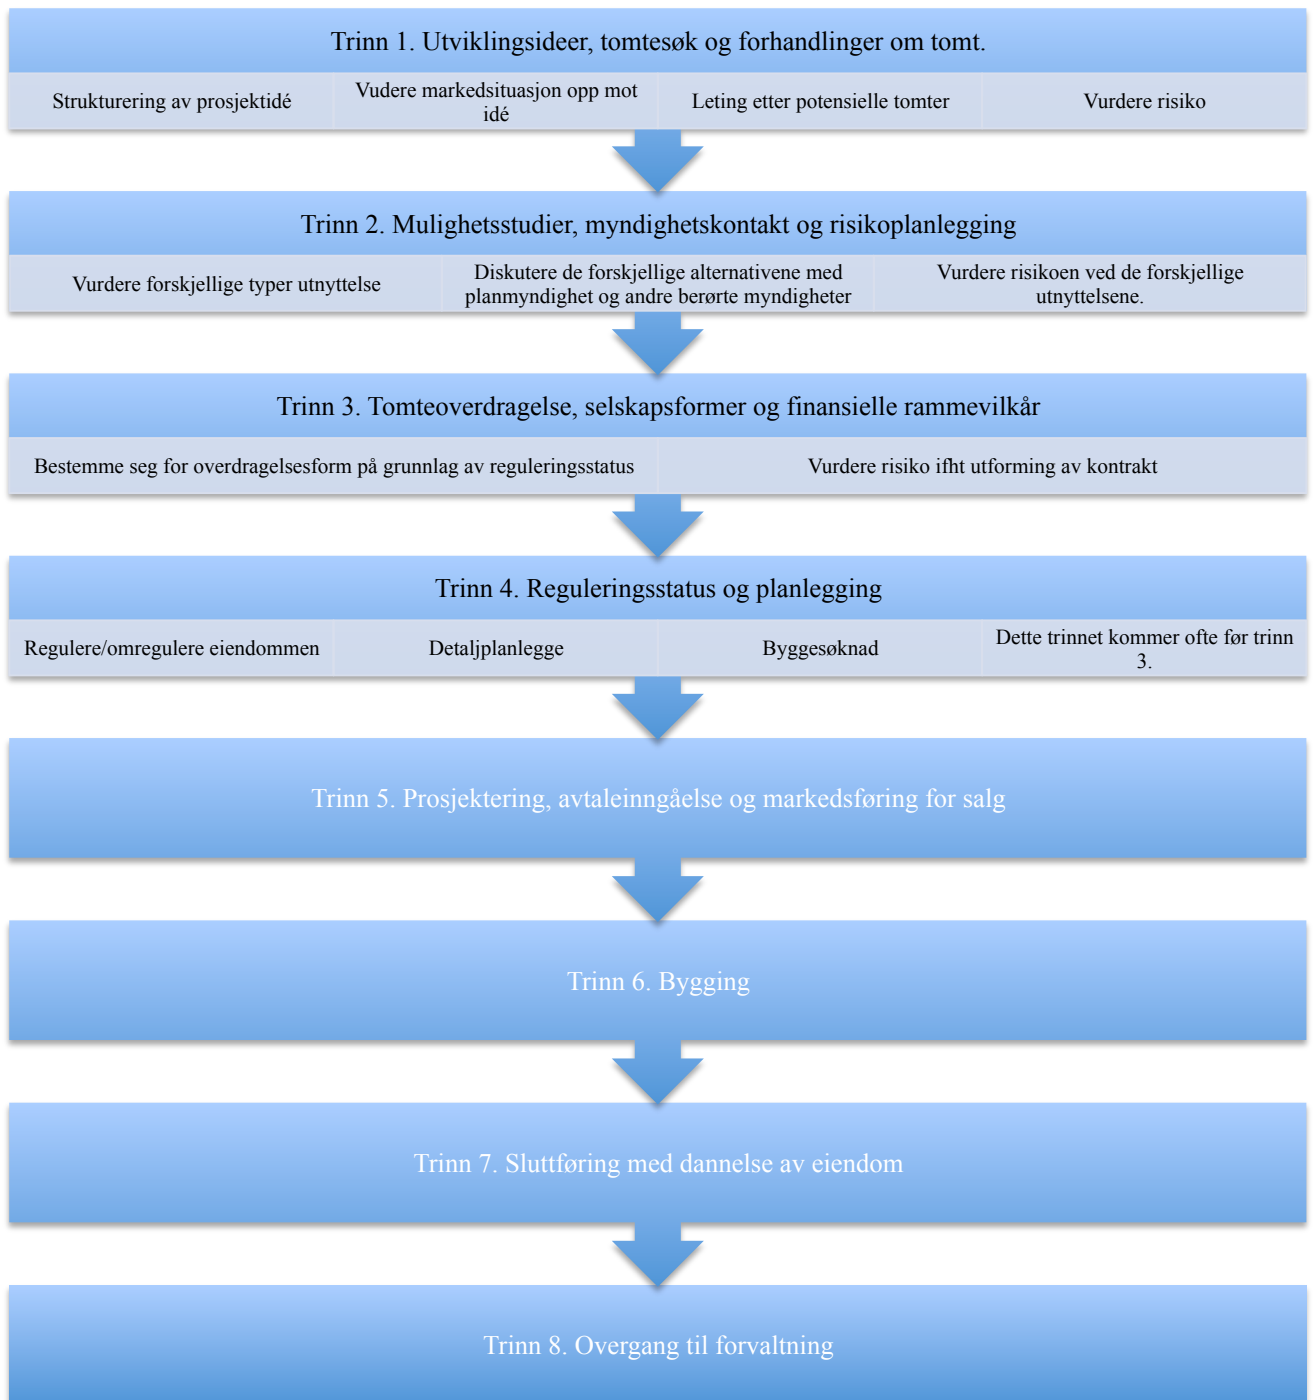 Trinn 1. Utviklingsideer, tomtesøk og forhandlinger om tomt.
Strukturering av prosjektidé
Vudere markedsituasjon opp mot
idé
Leting etter potensielle tomter
Vurdere risiko
Trinn 2. Mulighetsstudier, myndighetskontakt og risikoplanlegging
Vurdere forskjellige typer utnyttelse
Diskutere de forskjellige alternativene med
planmyndighet og andre berørte myndigheter
Vurdere risikoen ved de forskjellige
utnyttelsene.
Trinn 3. Tomteoverdragelse, selskapsformer og finansielle rammevilkår
Bestemme seg for overdragelsesform på grunnlag av reguleringsstatus
Vurdere risiko ifht utforming av kontrakt
Trinn 4. Reguleringsstatus og planlegging
Regulere/omregulere eiendommen
Detaljplanlegge
Byggesøknad
Dette trinnet kommer ofte før trinn
3.
Trinn 5. Prosjektering, avtaleinngåelse og markedsføring for salg
Trinn 6. Bygging
Trinn 7. Sluttføring med dannelse av eiendom
Trinn 8. Overgang til forvaltning